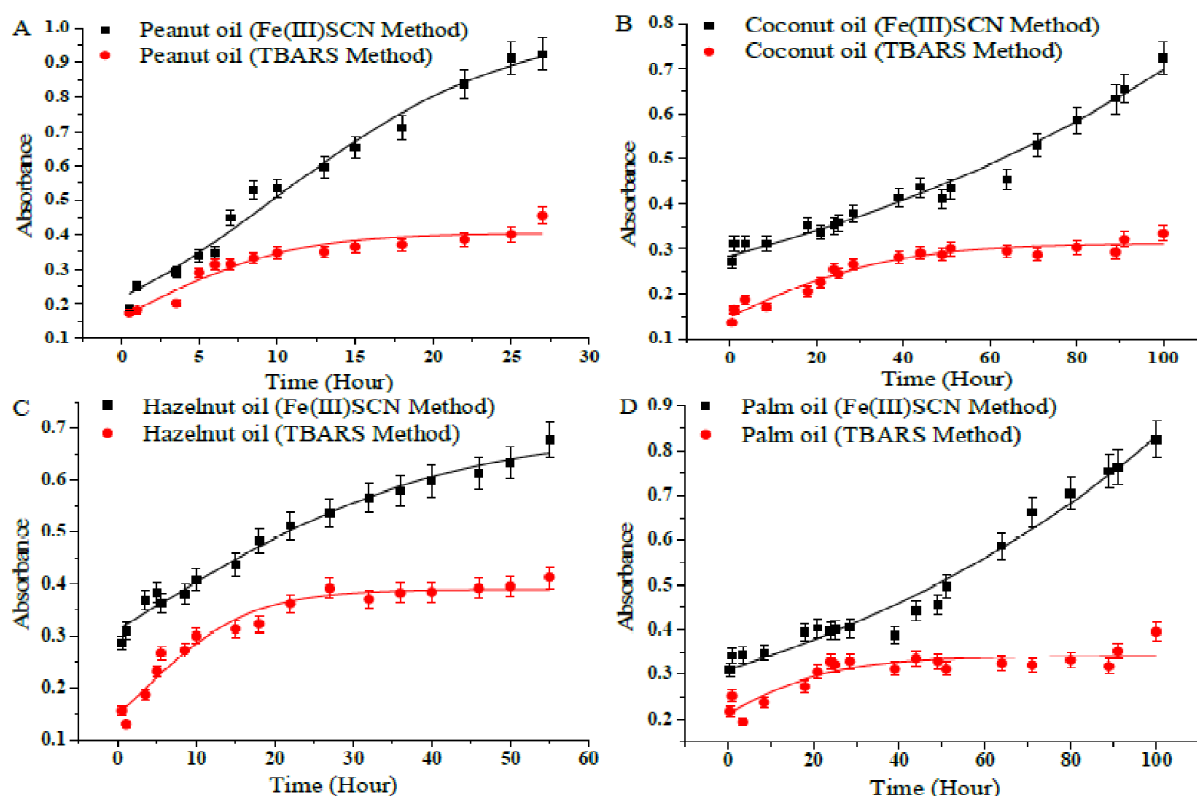 A
Peanut oil (Fe(III)SCN Method)
Peanut oil (TBARS Method)
1.0
0.9
0.8
0.7
0.6
0.5
0.4
0.3
0.2
0.1
Absorbance
0 5 10 15 20 25 30
Time (Hour)
B
Coconut oil (Fe(III)SCN Method)
Coconut oil (TBARS Method)
0.8
0.7
0.6
0.5
0.4
0.3
0.2
0.1
Absorbance
0 20 40 60 80 100
Time (Hour)
C
Hazelnut oil (Fe(III)SCN Method)
Hazelnut oil (TBARS Method)
0.7
0.6
0.5
0.4
0.3
0.2
0.1
Absorbance
0 10 20 30 40 50 60
Time (Hour)
D
Palm oil (Fe(III)SCN Method)
Palm oil (TBARS Method)
0.9
0.8
0.7
0.6
0.5
0.4
0.3
0.2
Absorbance
0 20 40 60 80 100
Time (Hour)